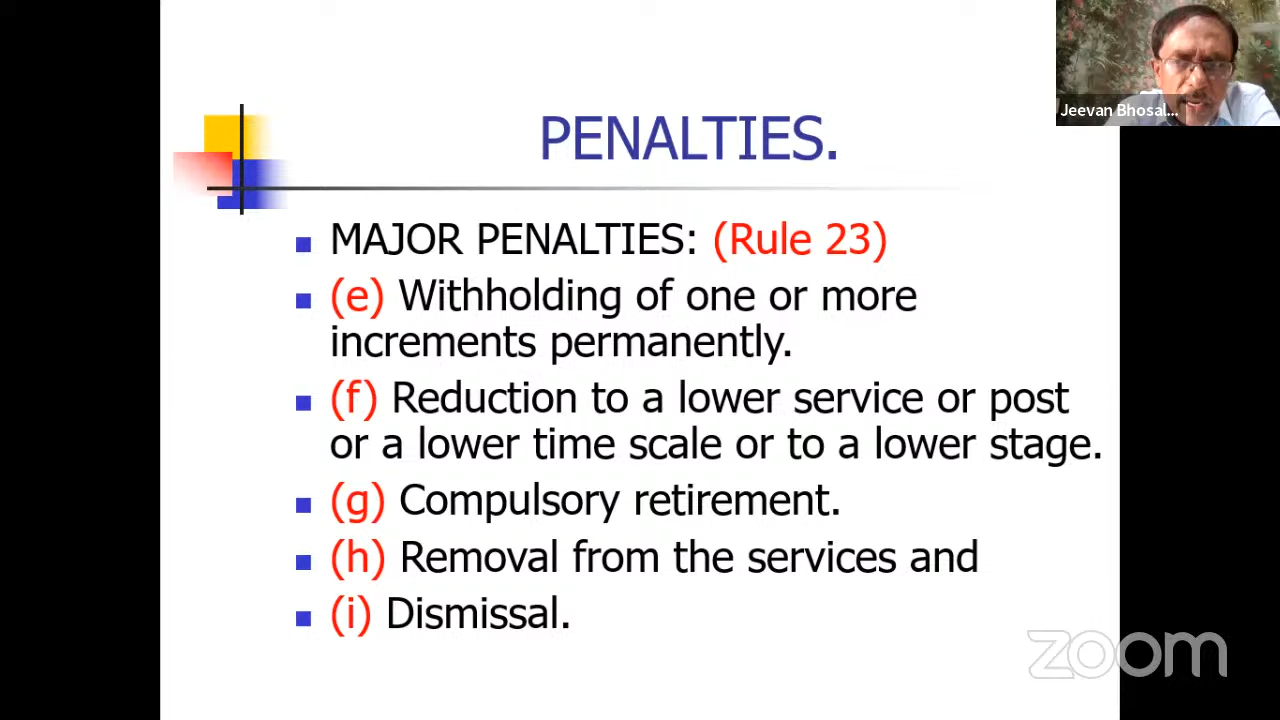 Jeevan Bhosal...
PENALTIES.
MAJOR PENALTIES: (Rule 23)
(e) Withholding of one or more
increments permanently.
(f) Reduction to a lower service or post
or a lower time scale or to a lower stage.
(g) Compulsory retirement.
(h) Removal from the services and
(i) Dismissal.
zoom